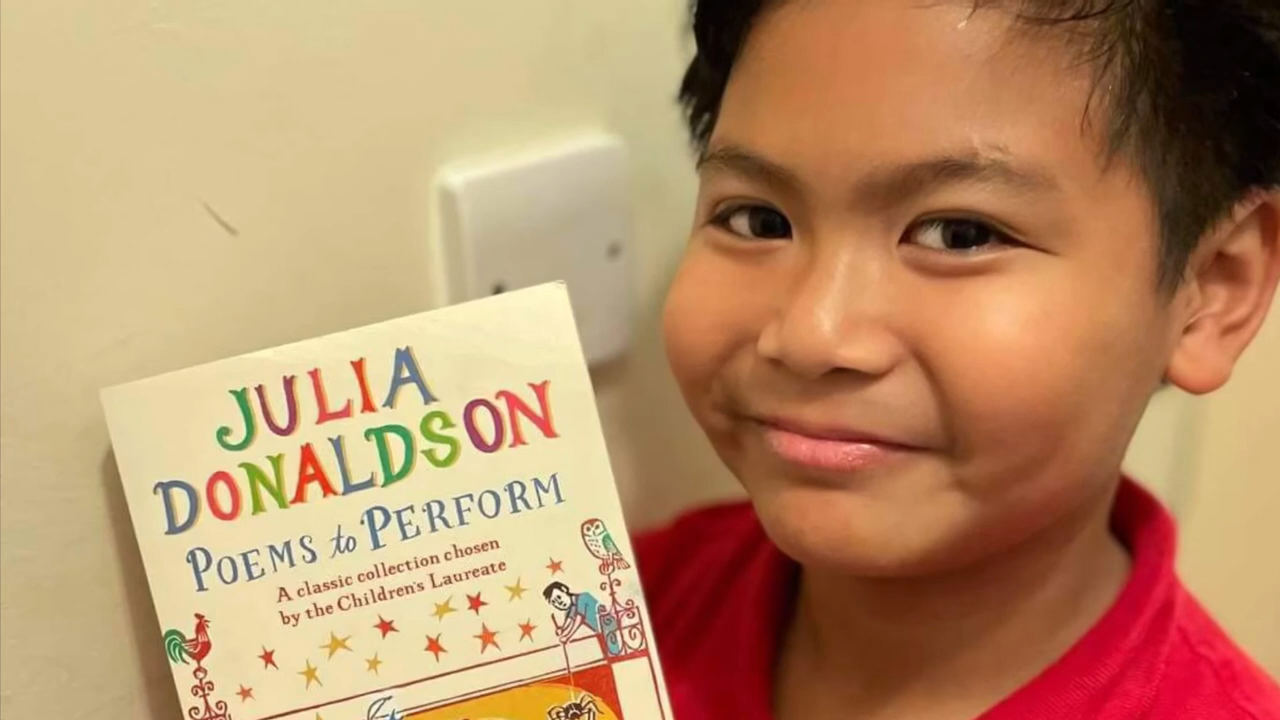 JULIA
DONALDSON
POEMS to PERFORM
A classic collection chosen
by the Children's Laureate